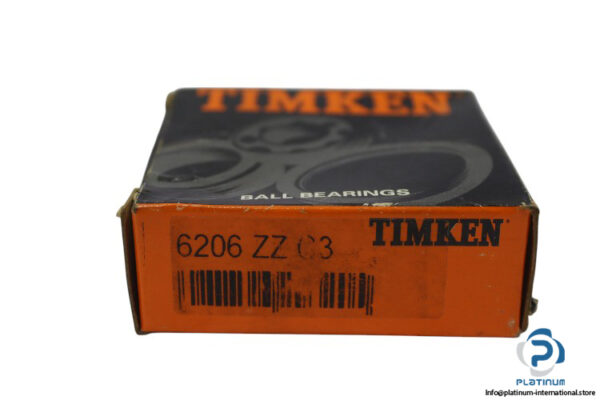 TIMKEN
BALL BEARINGS
6206 ZZ C3
TIMKEN
PLATINUM
Info@platinum-international.store